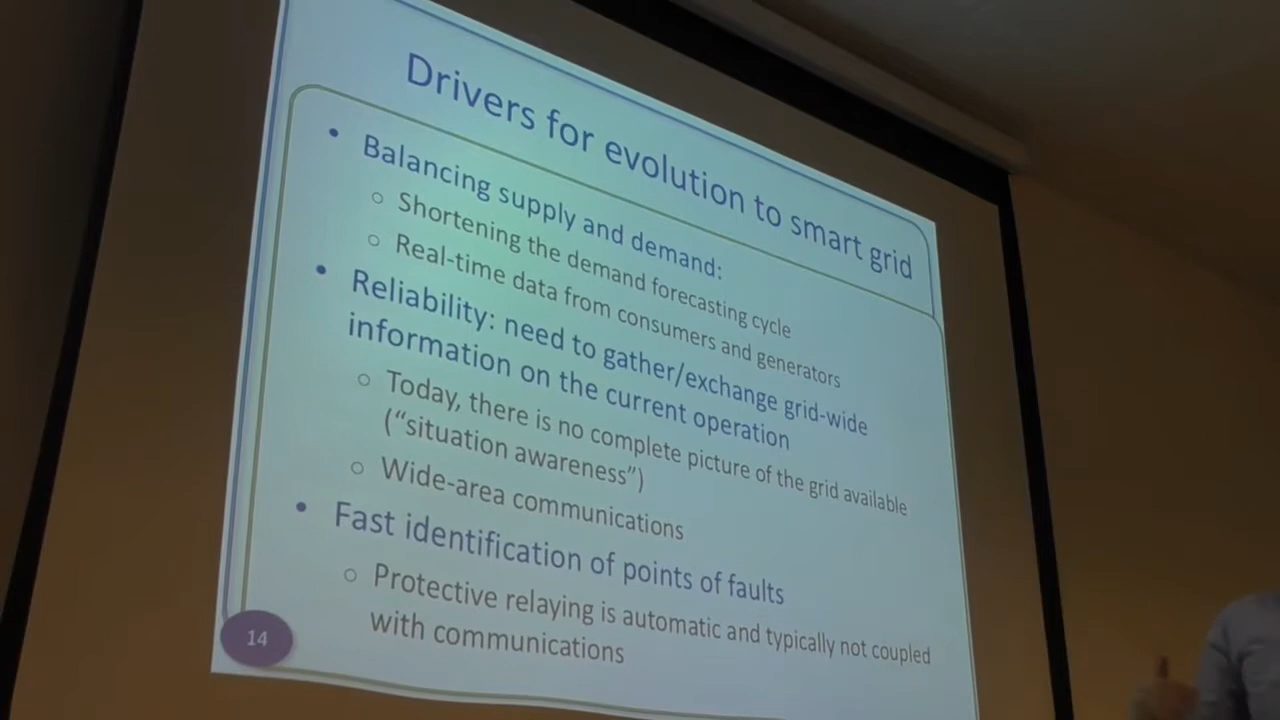 Drivers for evolution to smart grid
• Balancing supply and demand:
○ Shortening the demand forecasting cycle
○ Real-time data from consumers and generators
• Reliability: need to gather/exchange grid-wide
information on the current operation
○ Today, there is no complete picture of the grid available
(“situation awareness”)
○ Wide-area communications
• Fast identification of points of faults
○ Protective relaying is automatic and typically not coupled
with communications
14